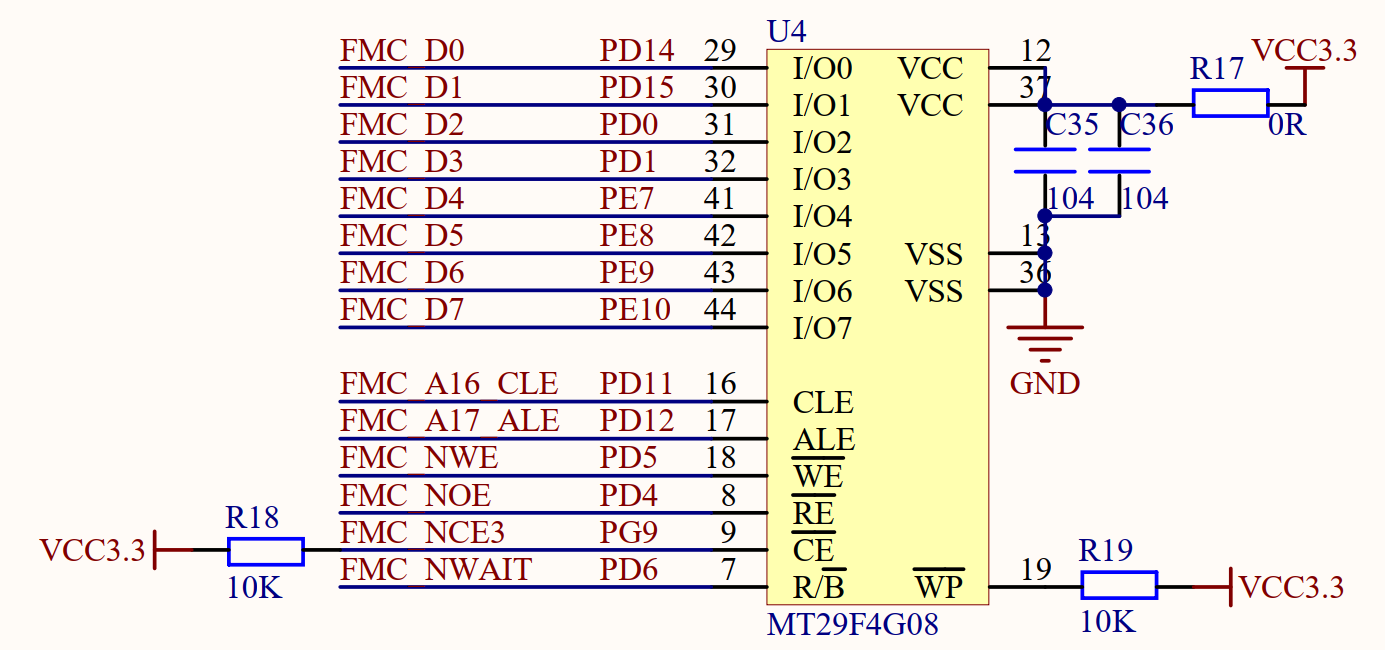 U4
FMC_D0 PD14 29 I/O0 VCC 12 R17 VCC3.3
FMC_D1 PD15 30 I/O1 VCC 37
FMC_D2 PD0 31 I/O2 C35 C36 0R
FMC_D3 PD1 32 I/O3
FMC_D4 PE7 41 I/O4 104 104
FMC_D5 PE8 42 I/O5 VSS 13
FMC_D6 PE9 43 I/O6 VSS 36
FMC_D7 PE10 44 I/O7
GND
FMC_A16_CLE PD11 16 CLE
FMC_A17_ALE PD12 17 ALE
FMC_NWE PD5 18 WE
FMC_NOE PD4 8 RE
R18
VCC3.3 FMC_NCE3 PG9 9 CE R19
10K FMC_NWAIT PD6 7 R/B WP 19 VCC3.3
MT29F4G08 10K